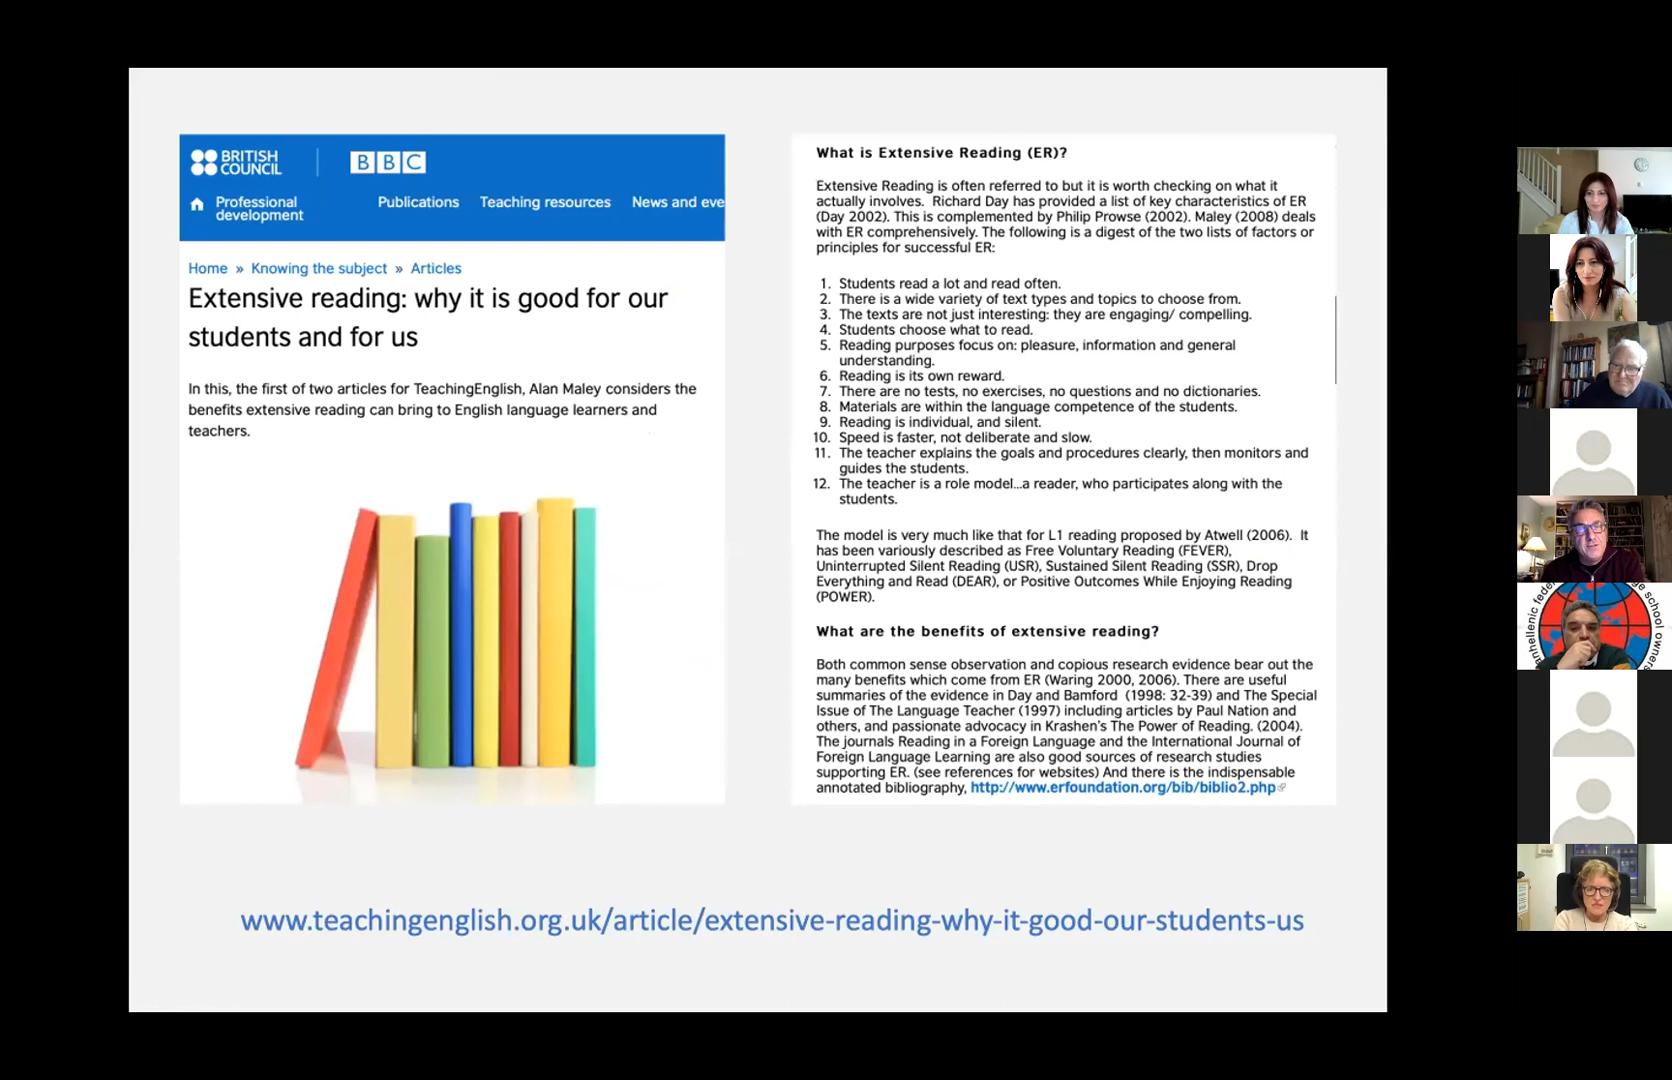 BRITISH
COUNCIL
BBC
Professional
development
Publications
Teaching resources
News and eve
Home » Knowing the subject » Articles
Extensive reading: why it is good for our
students and for us
In this, the first of two articles for TeachingEnglish, Alan Maley considers the
benefits extensive reading can bring to English language learners and
teachers.
What is Extensive Reading (ER)?
Extensive Reading is often referred to but it is worth checking on what it
actually involves. Richard Day has provided a list of key characteristics of ER
(Day 2002). This is complemented by Philip Prowse (2002). Maley (2008) deals
with ER comprehensively. The following is a digest of the two lists of factors or
principles for successful ER:
1. Students read a lot and read often.
2. There is a wide variety of text types and topics to choose from.
3. The texts are not just interesting: they are engaging/ compelling.
4. Students choose what to read.
5. Reading purposes focus on: pleasure, information and general
understanding.
6. Reading is its own reward.
7. There are no tests, no exercises, no questions and no dictionaries.
8. Materials are within the language competence of the students.
9. Reading is individual, and silent.
10. Speed is faster, not deliberate and slow.
11. The teacher explains the goals and procedures clearly, then monitors and
guides the students.
12. The teacher is a role model…a reader, who participates along with the
students.
The model is very much like that for L1 reading proposed by Atwell (2006). It
has been variously described as Free Voluntary Reading (FEVER),
Uninterrupted Silent Reading (USR), Sustained Silent Reading (SSR), Drop
Everything and Read (DEAR), or Positive Outcomes While Enjoying Reading
(POWER).
What are the benefits of extensive reading?
Both common sense observation and copious research evidence bear out the
many benefits which come from ER (Waring 2000, 2006). There are useful
summaries of the evidence in Day and Bamford (1998: 32-39) and The Special
Issue of The Language Teacher (1997) including articles by Paul Nation and
others, and passionate advocacy in Krashen's The Power of Reading. (2004).
The journals Reading in a Foreign Language and the International Journal of
Foreign Language Learning are also good sources of research studies
supporting ER. (see references for websites) And there is the indispensable
annotated bibliography, http://www.erfoundation.org/bib/biblio2.php
www.teachingenglish.org.uk/article/extensive-reading-why-it-good-our-students-us
anhellenic feder
ge school owners